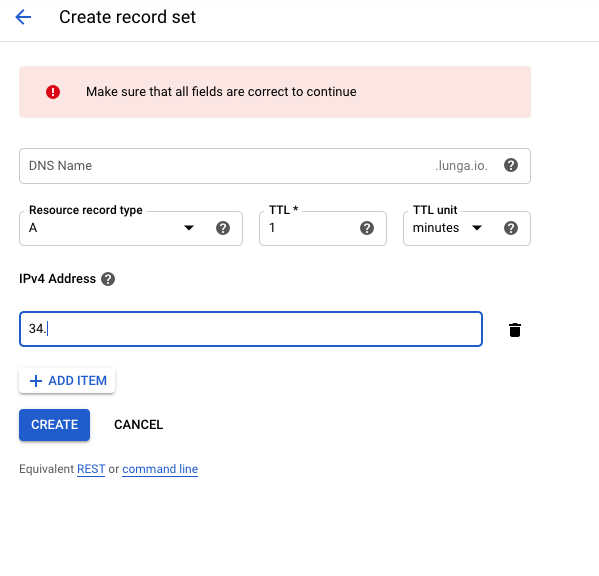 Create record set
Make sure that all fields are correct to continue
DNS Name .lunga.io.
Resource record type TTL * TTL unit
A 1 minutes
IPv4 Address
34.
ADD ITEM
CREATE CANCEL
Equivalent REST or command line